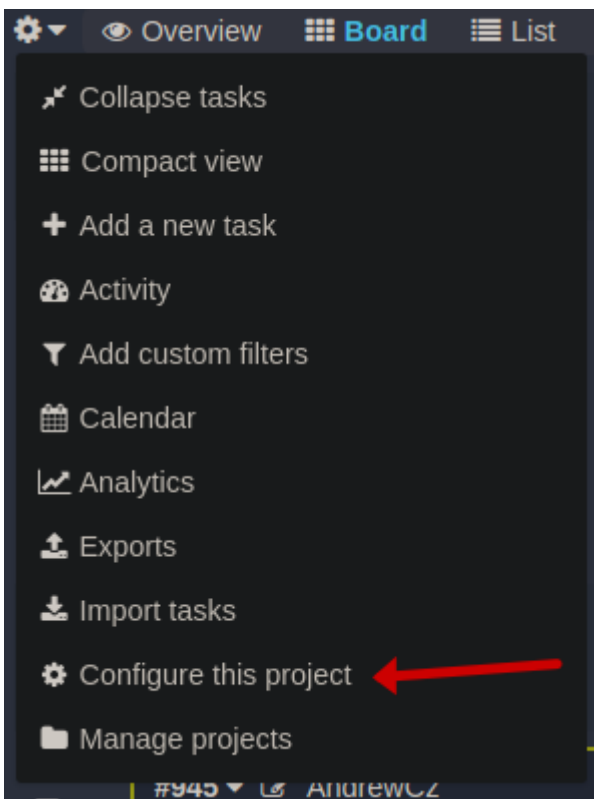 Overview Board List
Collapse tasks
Compact view
Add a new task
Activity
Add custom filters
Calendar
Analytics
Exports
Import tasks
Configure this project
Manage projects
#945 AndrewCz